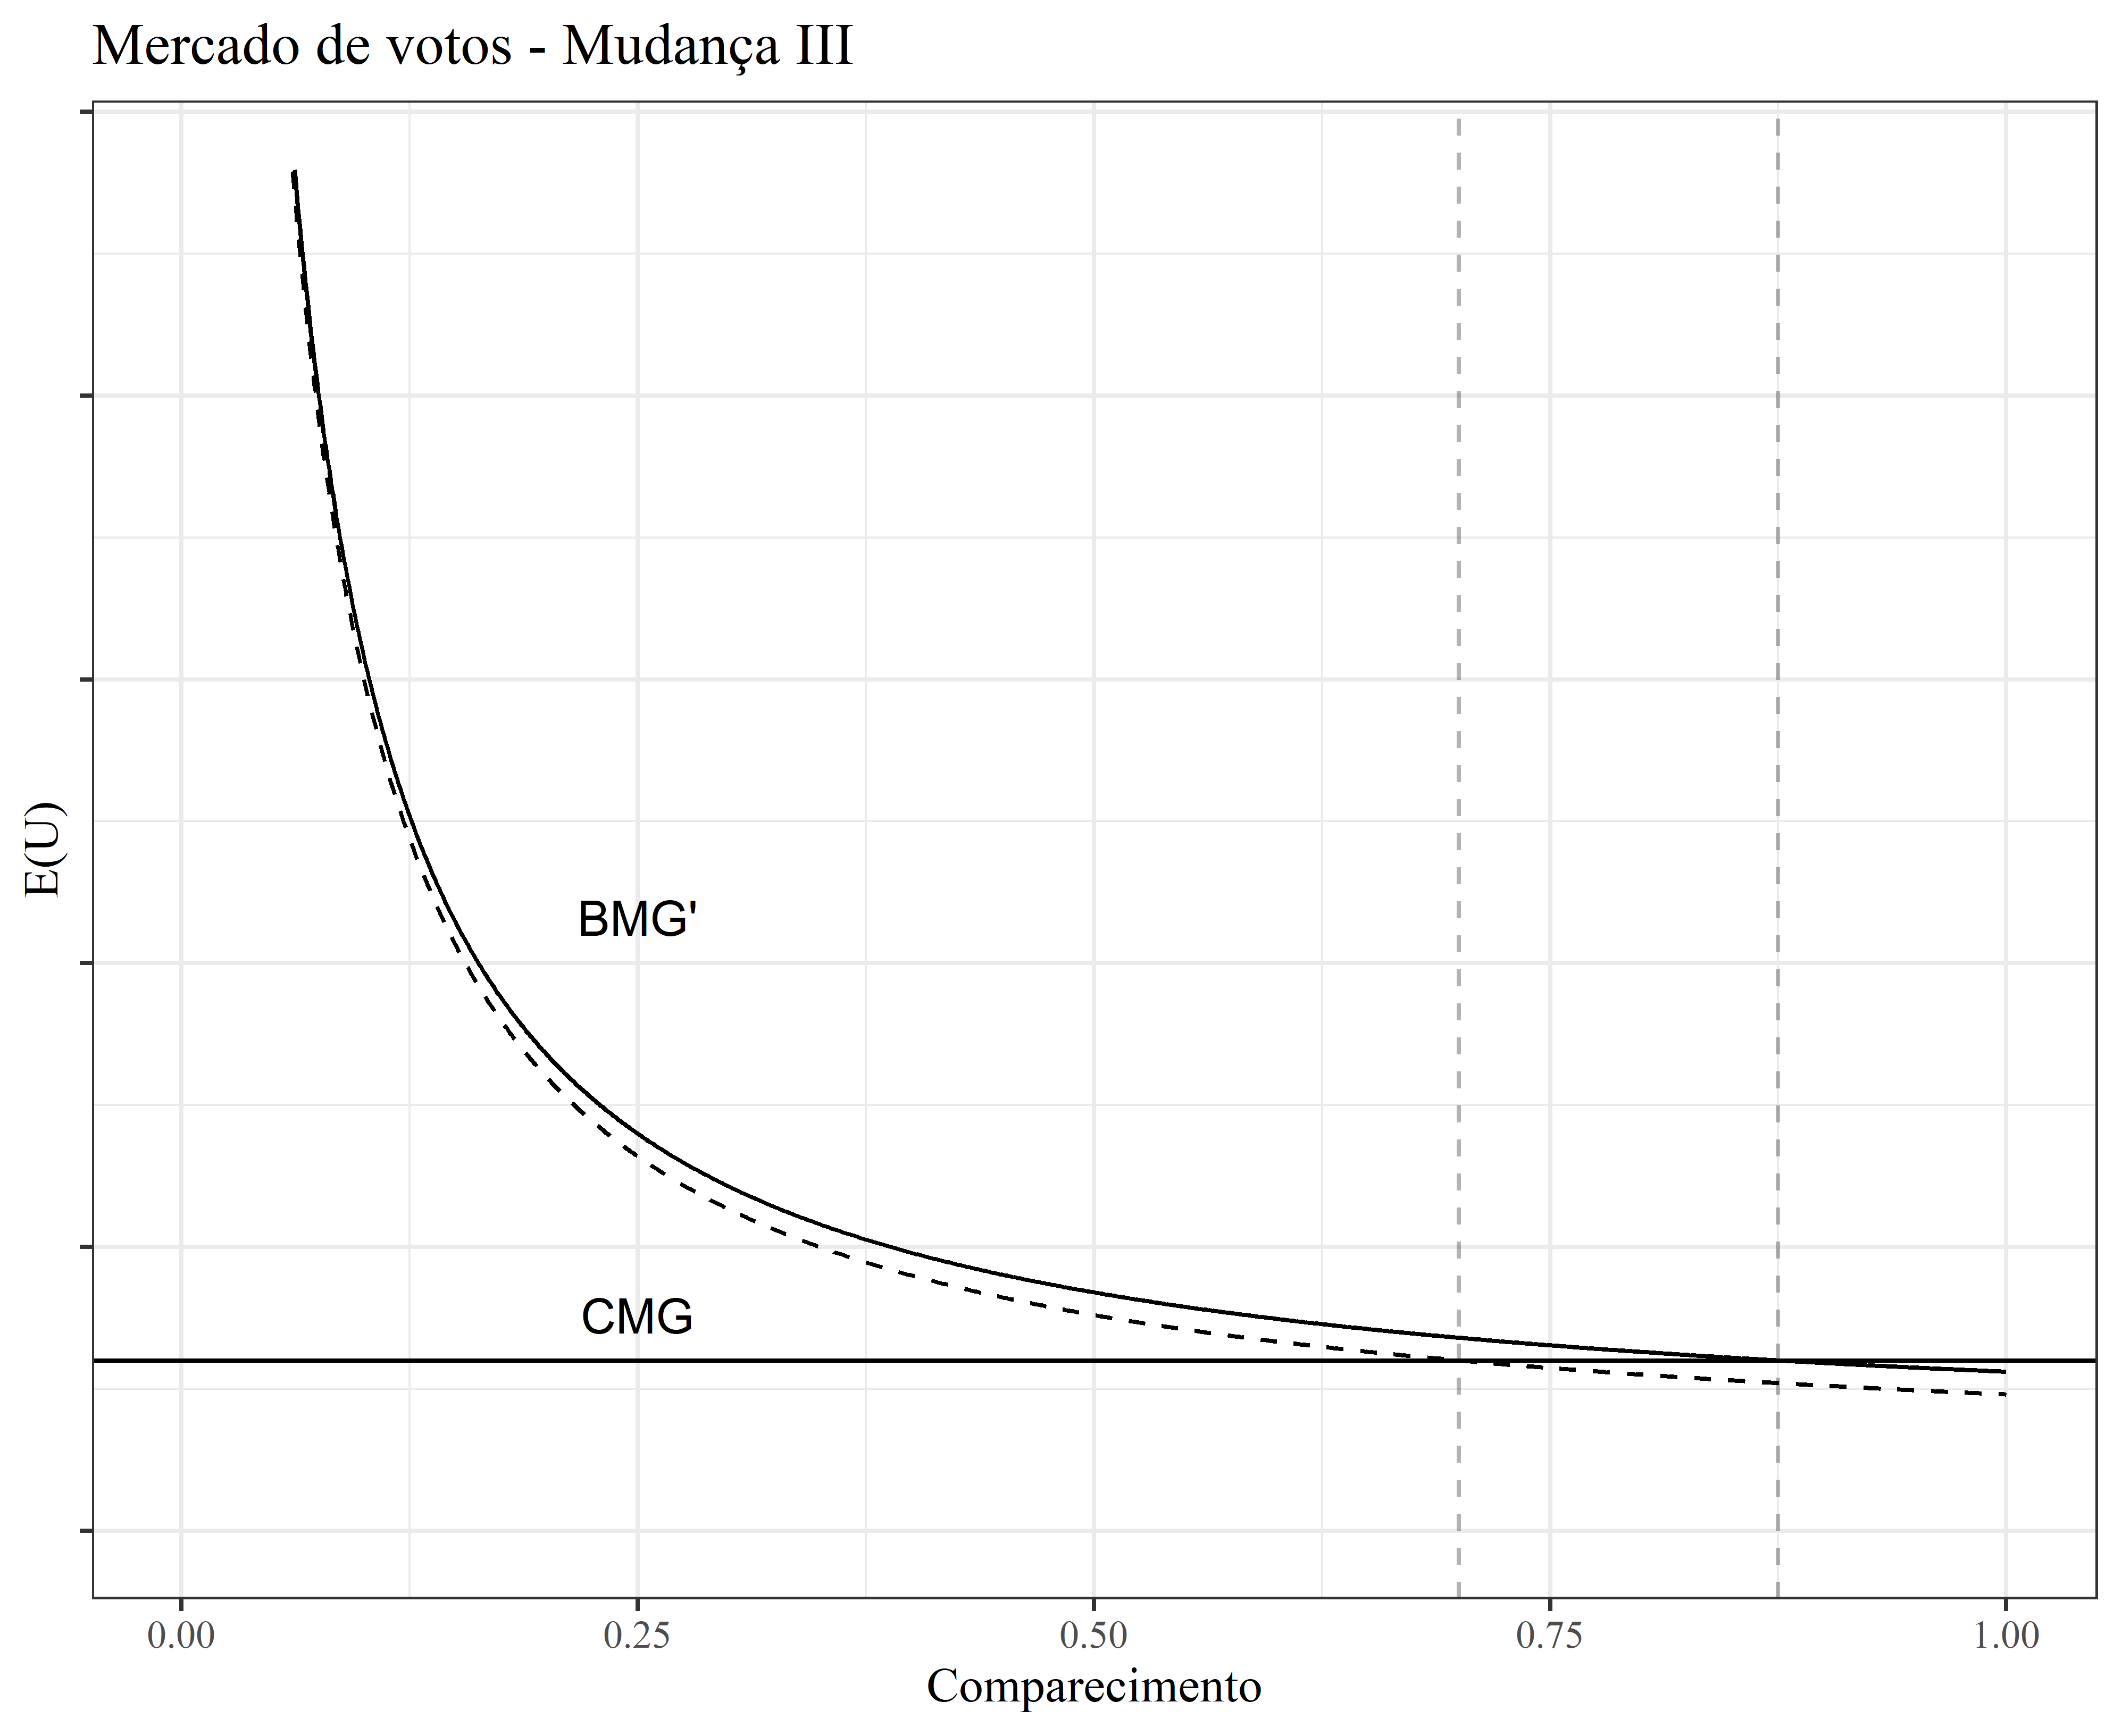 Mercado de votos - Mudança III
E(U)
BMG'
CMG
0.00 0.25 0.50 0.75 1.00
Comparecimento